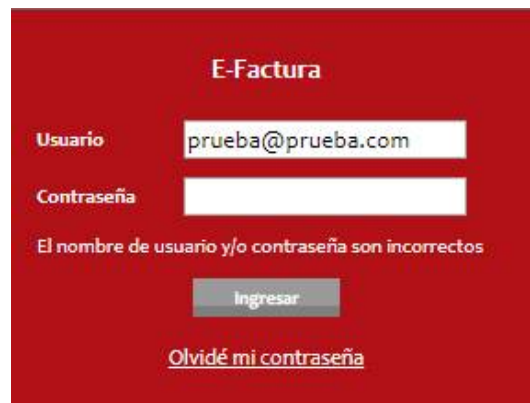 E-Factura
Usuario prueba@prueba.com
Contraseña
El nombre de usuario y/o contraseña son incorrectos
Ingresar
Olvidé mi contraseña